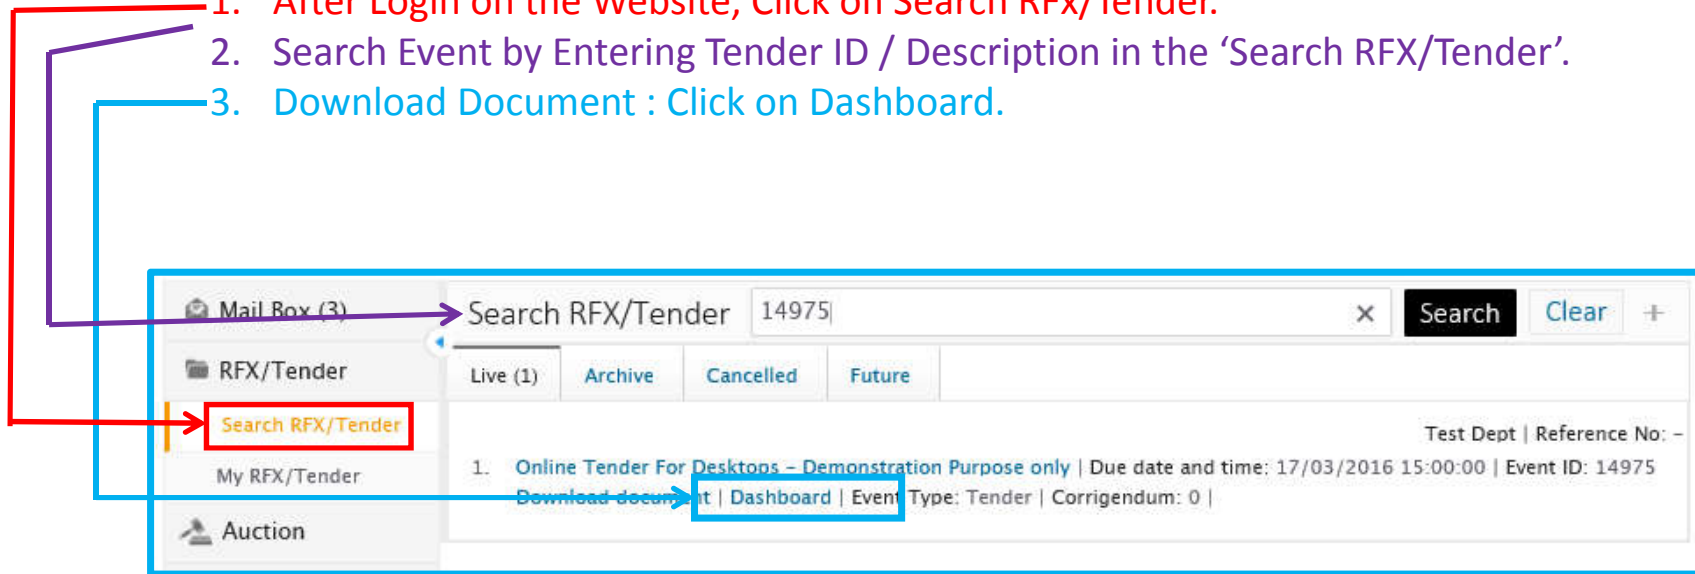 1. After Login on the Website, Click on Search RFx/Tender.
2. Search Event by Entering Tender ID / Description in the ‘Search RFX/Tender’.
3. Download Document : Click on Dashboard.
Mail Box (3)
Search RFX/Tender 14975 × Search Clear +
RFX/Tender
Live (1) Archive Cancelled Future
Search RFX/Tender
Test Dept | Reference No: –
My RFX/Tender
1. Online Tender For Desktops – Demonstration Purpose only | Due date and time: 17/03/2016 15:00:00 | Event ID: 14975
Download document | Dashboard | Event Type: Tender | Corrigendum: 0 |
Auction